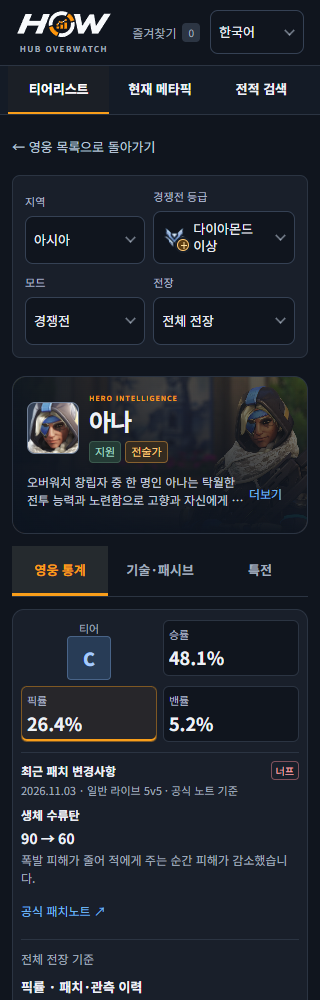 HOW
HUB OVERWATCH
즐겨찾기 0
한국어
티어리스트 현재 메타픽 전적 검색
← 영웅 목록으로 돌아가기
지역
경쟁전 등급
아시아
다이아몬드
이상
모드
전장
경쟁전
전체 전장
HERO INTELLIGENCE
아나
지원 전술가
오버워치 창립자 중 한 명인 아나는 탁월한
전투 능력과 노련함으로 고향과 자신에게 … 더보기
영웅 통계 기술·패시브 특전
티어
C
승률
48.1%
픽률
26.4%
밴률
5.2%
최근 패치 변경사항 너프
2026.11.03 · 일반 라이브 5v5 · 공식 노트 기준
생체 수류탄
90 → 60
폭발 피해가 줄어 적에게 주는 순간 피해가 감소했습니
다.
공식 패치노트 ↗
전체 전장 기준
픽률 · 패치·관측 이력